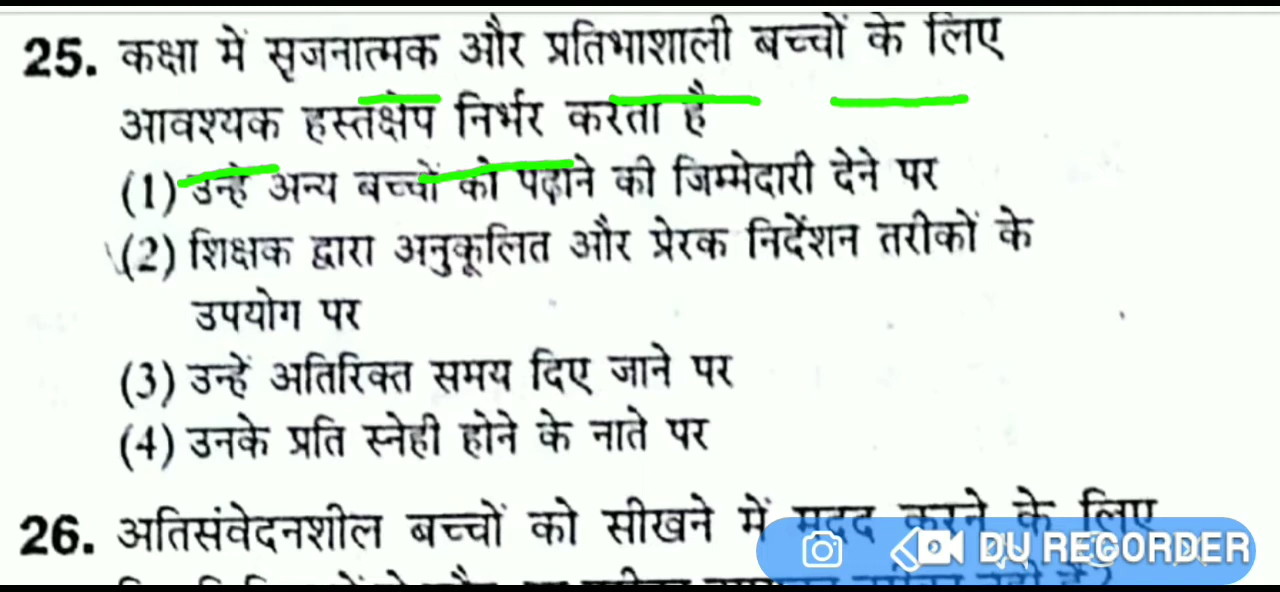 25. कक्षा में सृजनात्मक और प्रतिभाशाली बच्चों के लिए
आवश्यक हस्तक्षेप निर्भर करता है
(1) उन्हें अन्य बच्चों को पढ़ाने की जिम्मेदारी देने पर
(2) शिक्षक द्वारा अनुकूलित और प्रेरक निर्देशन तरीकों के
उपयोग पर
(3) उन्हें अतिरिक्त समय दिए जाने पर
(4) उनके प्रति स्नेही होने के नाते पर
26. अतिसंवेदनशील बच्चों को सीखने में मदद करने के लिए
DU RECORDER